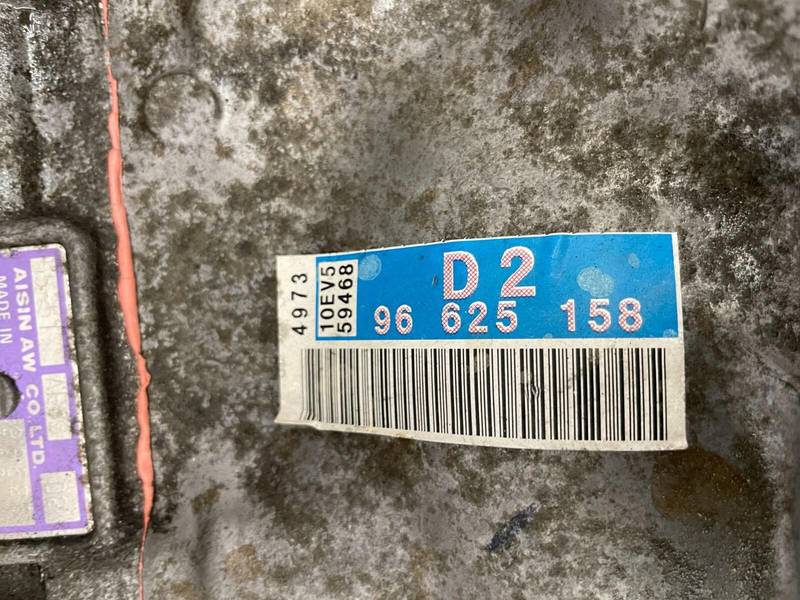 AISIN AW CO.,LTD.
MADE IN
4973
10EV5
59468
D2
96 625 158